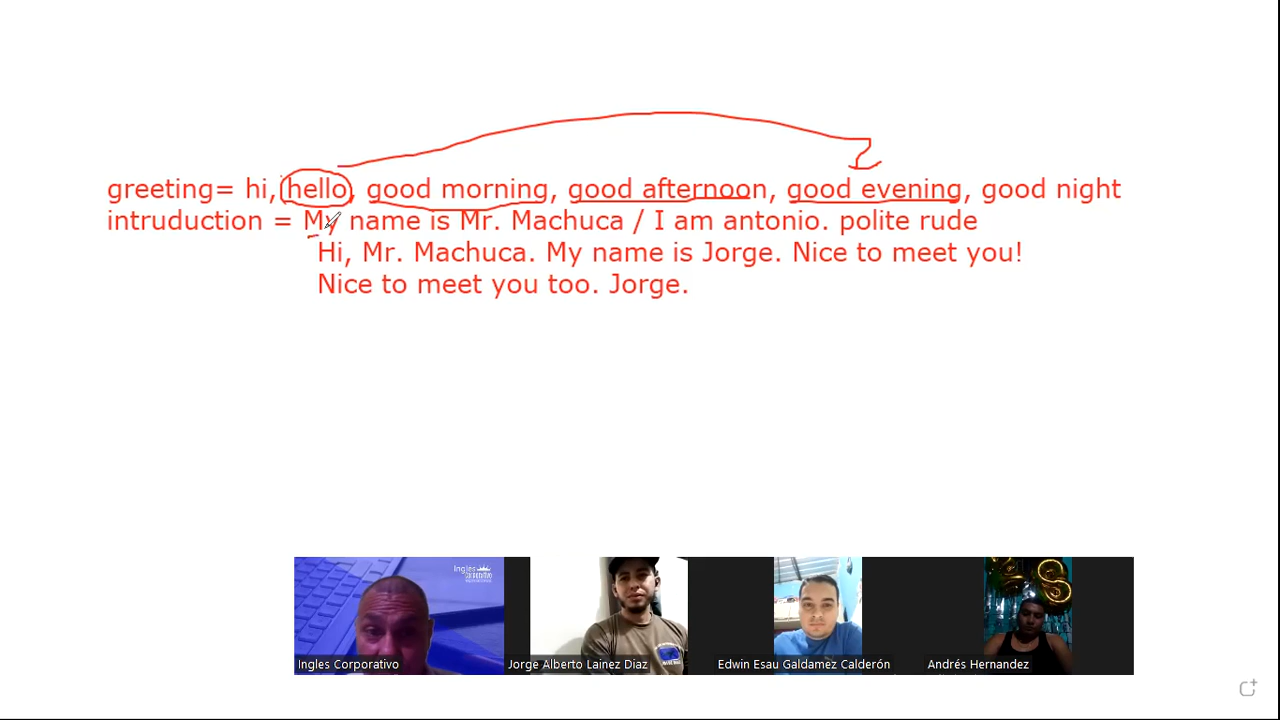 greeting= hi, hello, good morning, good afternoon, good evening, good night
intruduction = My name is Mr. Machuca / I am antonio. polite rude
Hi, Mr. Machuca. My name is Jorge. Nice to meet you!
Nice to meet you too. Jorge.
Ingles
corporativo
Ingles Corporativo
Jorge Alberto Lainez Diaz
Edwin Esau Galdamez Calderón
Andrés Hernandez